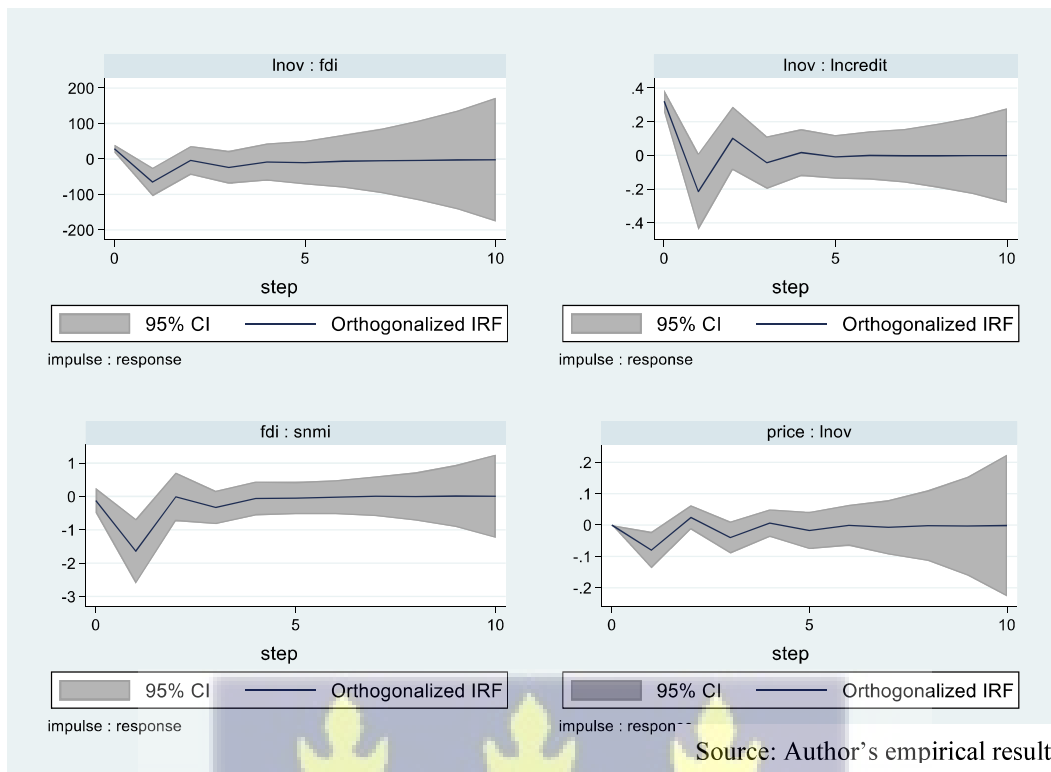 lnov : fdi
200
100
0
-100
-200
0 5 10
step
95% CI Orthogonalized IRF
impulse : response
lnov : lncredit
.4
.2
0
-.2
-.4
0 5 10
step
95% CI Orthogonalized IRF
impulse : response
fdi : snmi
1
0
-1
-2
-3
0 5 10
step
95% CI Orthogonalized IRF
impulse : response
price : lnov
.2
.1
0
-.1
-.2
0 5 10
step
95% CI Orthogonalized IRF
impulse : respon
Source: Author’s empirical result